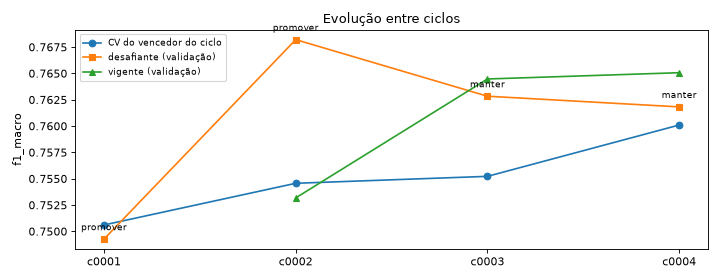 Evolução entre ciclos
CV do vencedor do ciclo
desafiante (validação)
vigente (validação)
promover
promover
manter
manter
f1_macro
0.7675
0.7650
0.7625
0.7600
0.7575
0.7550
0.7525
0.7500
c0001
c0002
c0003
c0004